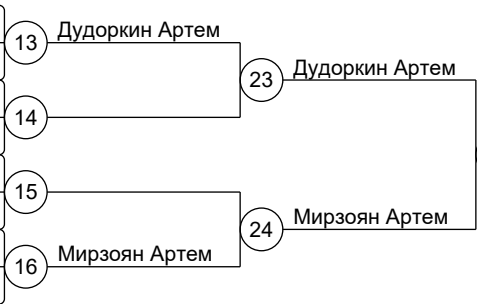 13 Дудоркин Артем
23 Дудоркин Артем
14
15
24 Мирзоян Артем
16 Мирзоян Артем